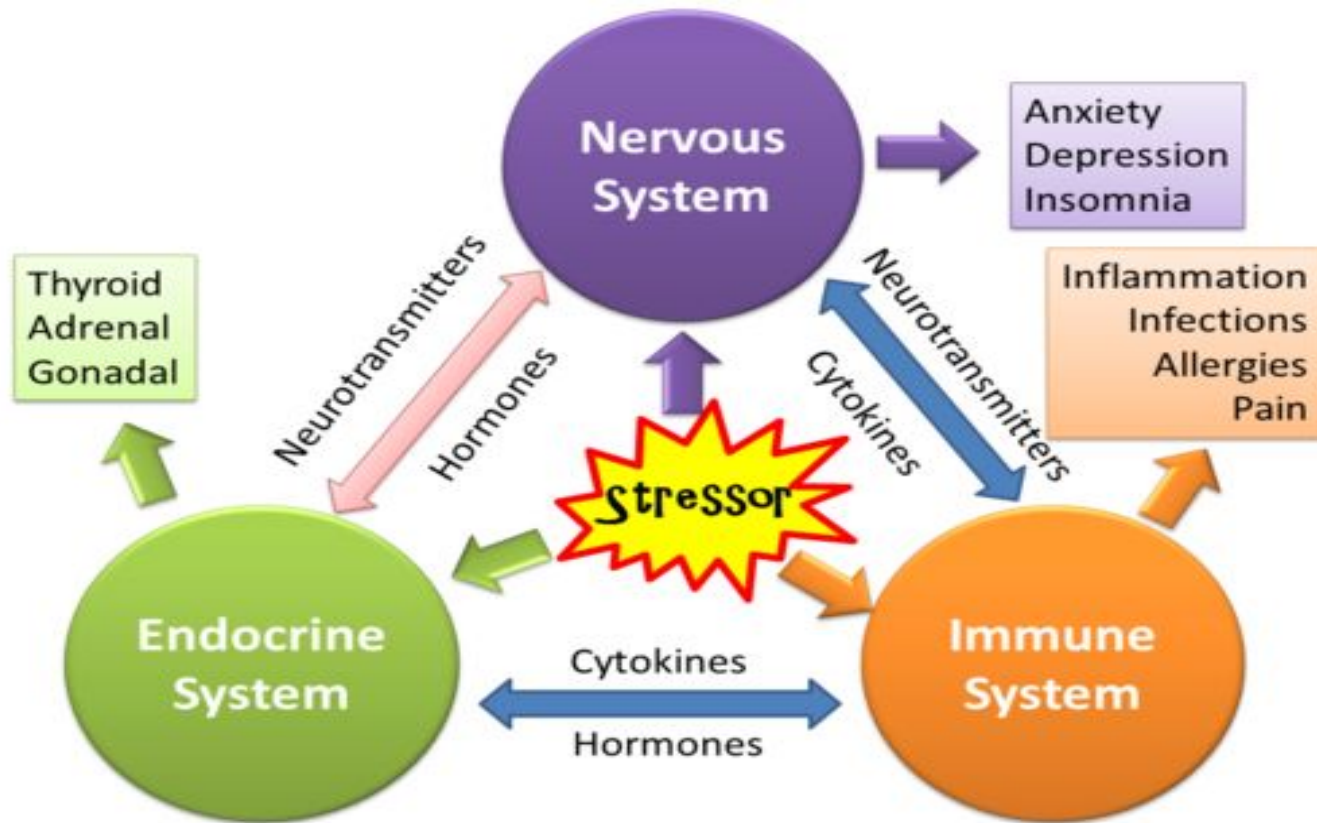 Nervous
System
Anxiety
Depression
Insomnia
Thyroid
Adrenal
Gonadal
Neurotransmitters
Hormones
Neurotransmitters
Cytokines
Inflammation
Infections
Allergies
Pain
Stressor
Endocrine
System
Cytokines
Hormones
Immune
System